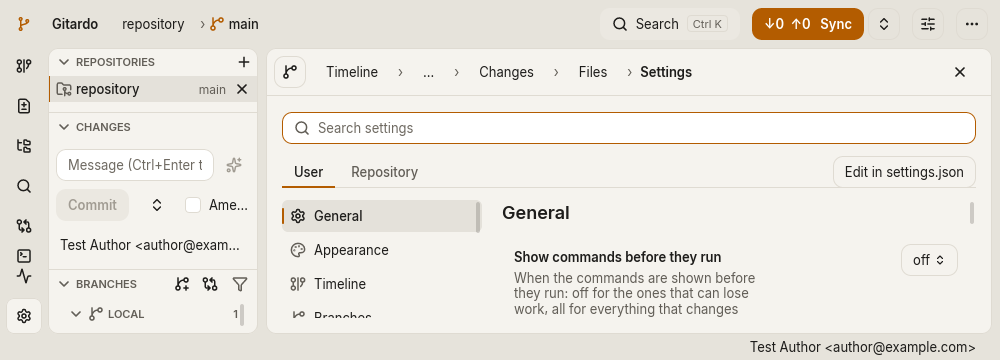 Gitardo
repository › main
Search Ctrl K
↓0 ↑0 Sync
REPOSITORIES
repository main
CHANGES
Message (Ctrl+Enter t
Commit
Ame...
Test Author <author@exam...
BRANCHES
LOCAL 1
Timeline › ... › Changes › Files › Settings
Search settings
User
Repository
Edit in settings.json
General
Appearance
Timeline
Branches
General
Show commands before they run
When the commands are shown before
they run: off for the ones that can lose
work, all for everything that changes
off
Test Author <author@example.com>